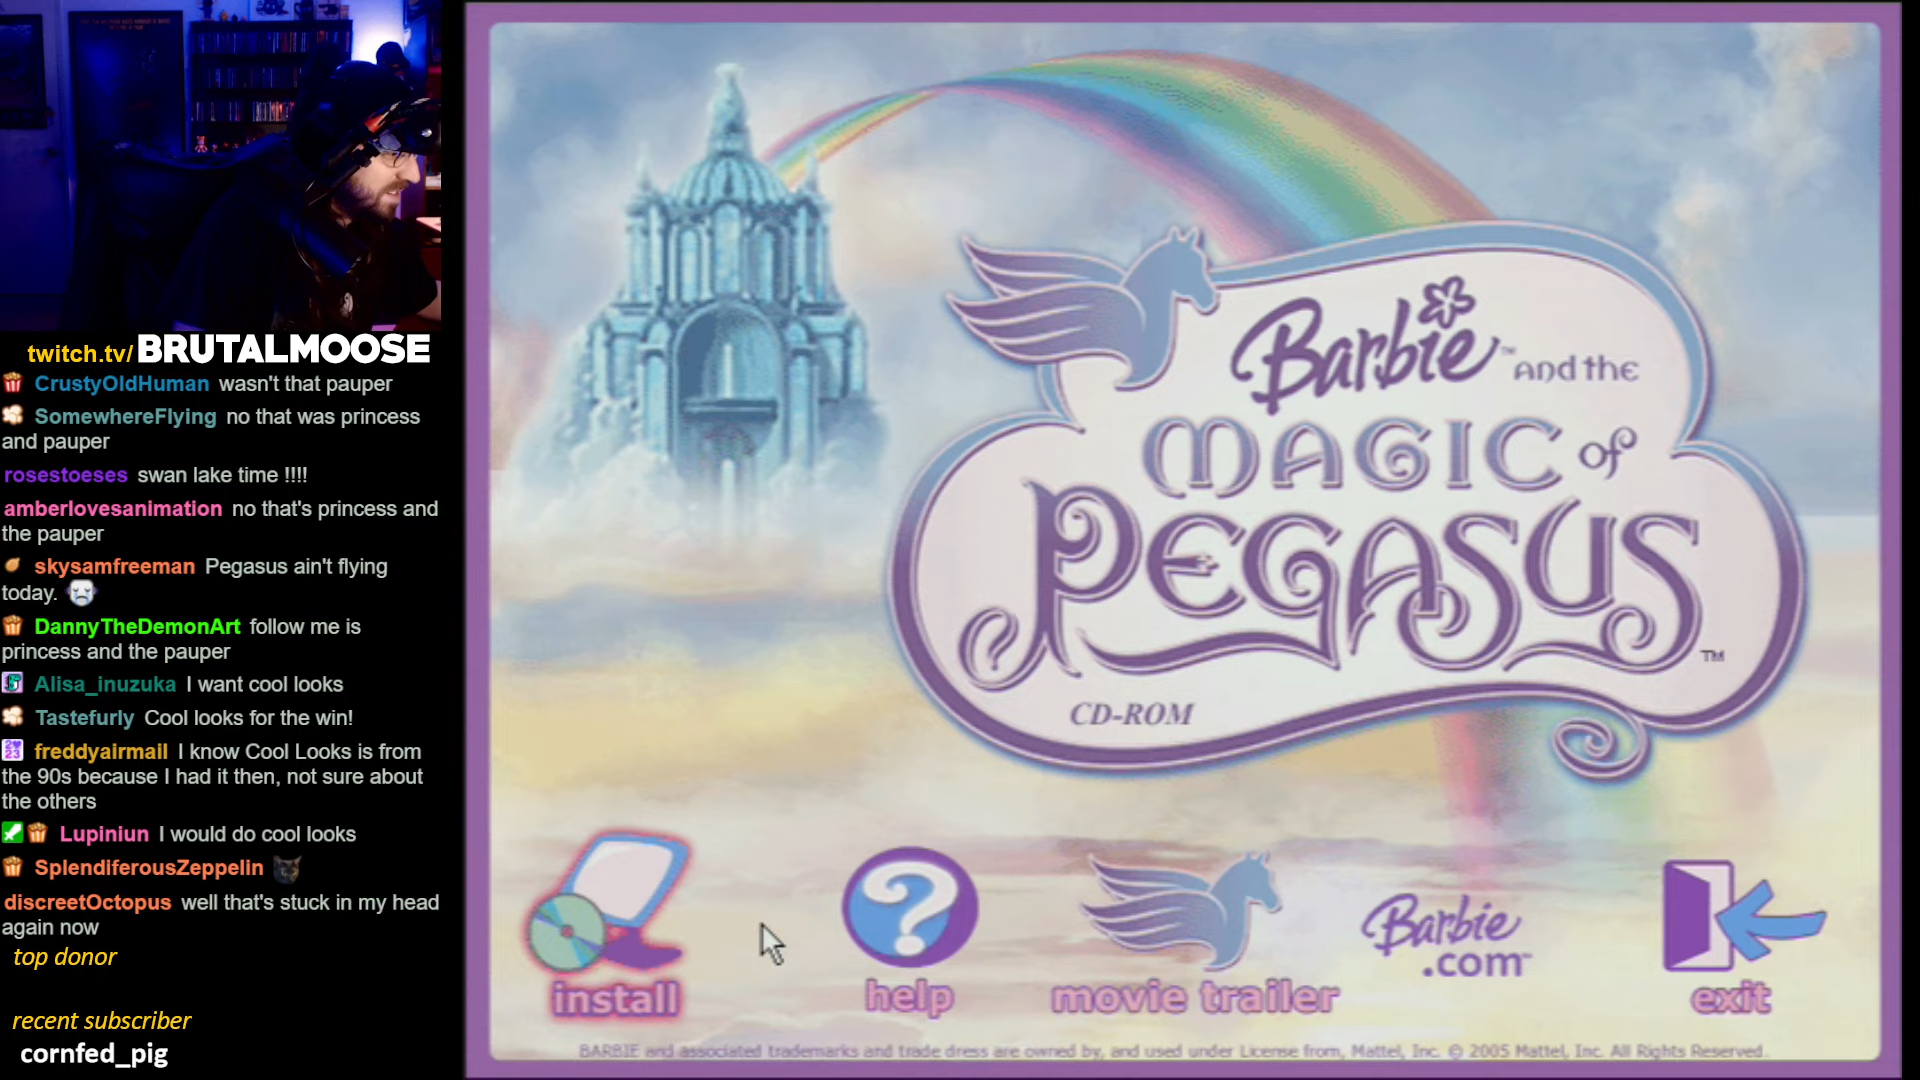 twitch.tv/BRUTALMOOSE
CrustyOldHuman wasn't that pauper
SomewhereFlying no that was princess
and pauper
rosestoeses swan lake time !!!!
amberlovesanimation no that's princess and
the pauper
skysamfreeman Pegasus ain't flying
today.
DannyTheDemonArt follow me is
princess and the pauper
Alisa_inuzuka I want cool looks
Tastefurly Cool looks for the win!
freddyairmail I know Cool Looks is from
the 90s because I had it then, not sure about
the others
Lupiniun I would do cool looks
SplendiferousZeppelin
discreetOctopus well that's stuck in my head
again now
top donor
recent subscriber
cornfed_pig
Barbie™ and the
MAGIC of
PEGASUS™
CD-ROM
install
help
movie trailer
Barbie
.com™
exit
BARBIE and associated trademarks and trade dress are owned by, and used under License from, Mattel, Inc. © 2005 Mattel, Inc. All Rights Reserved.